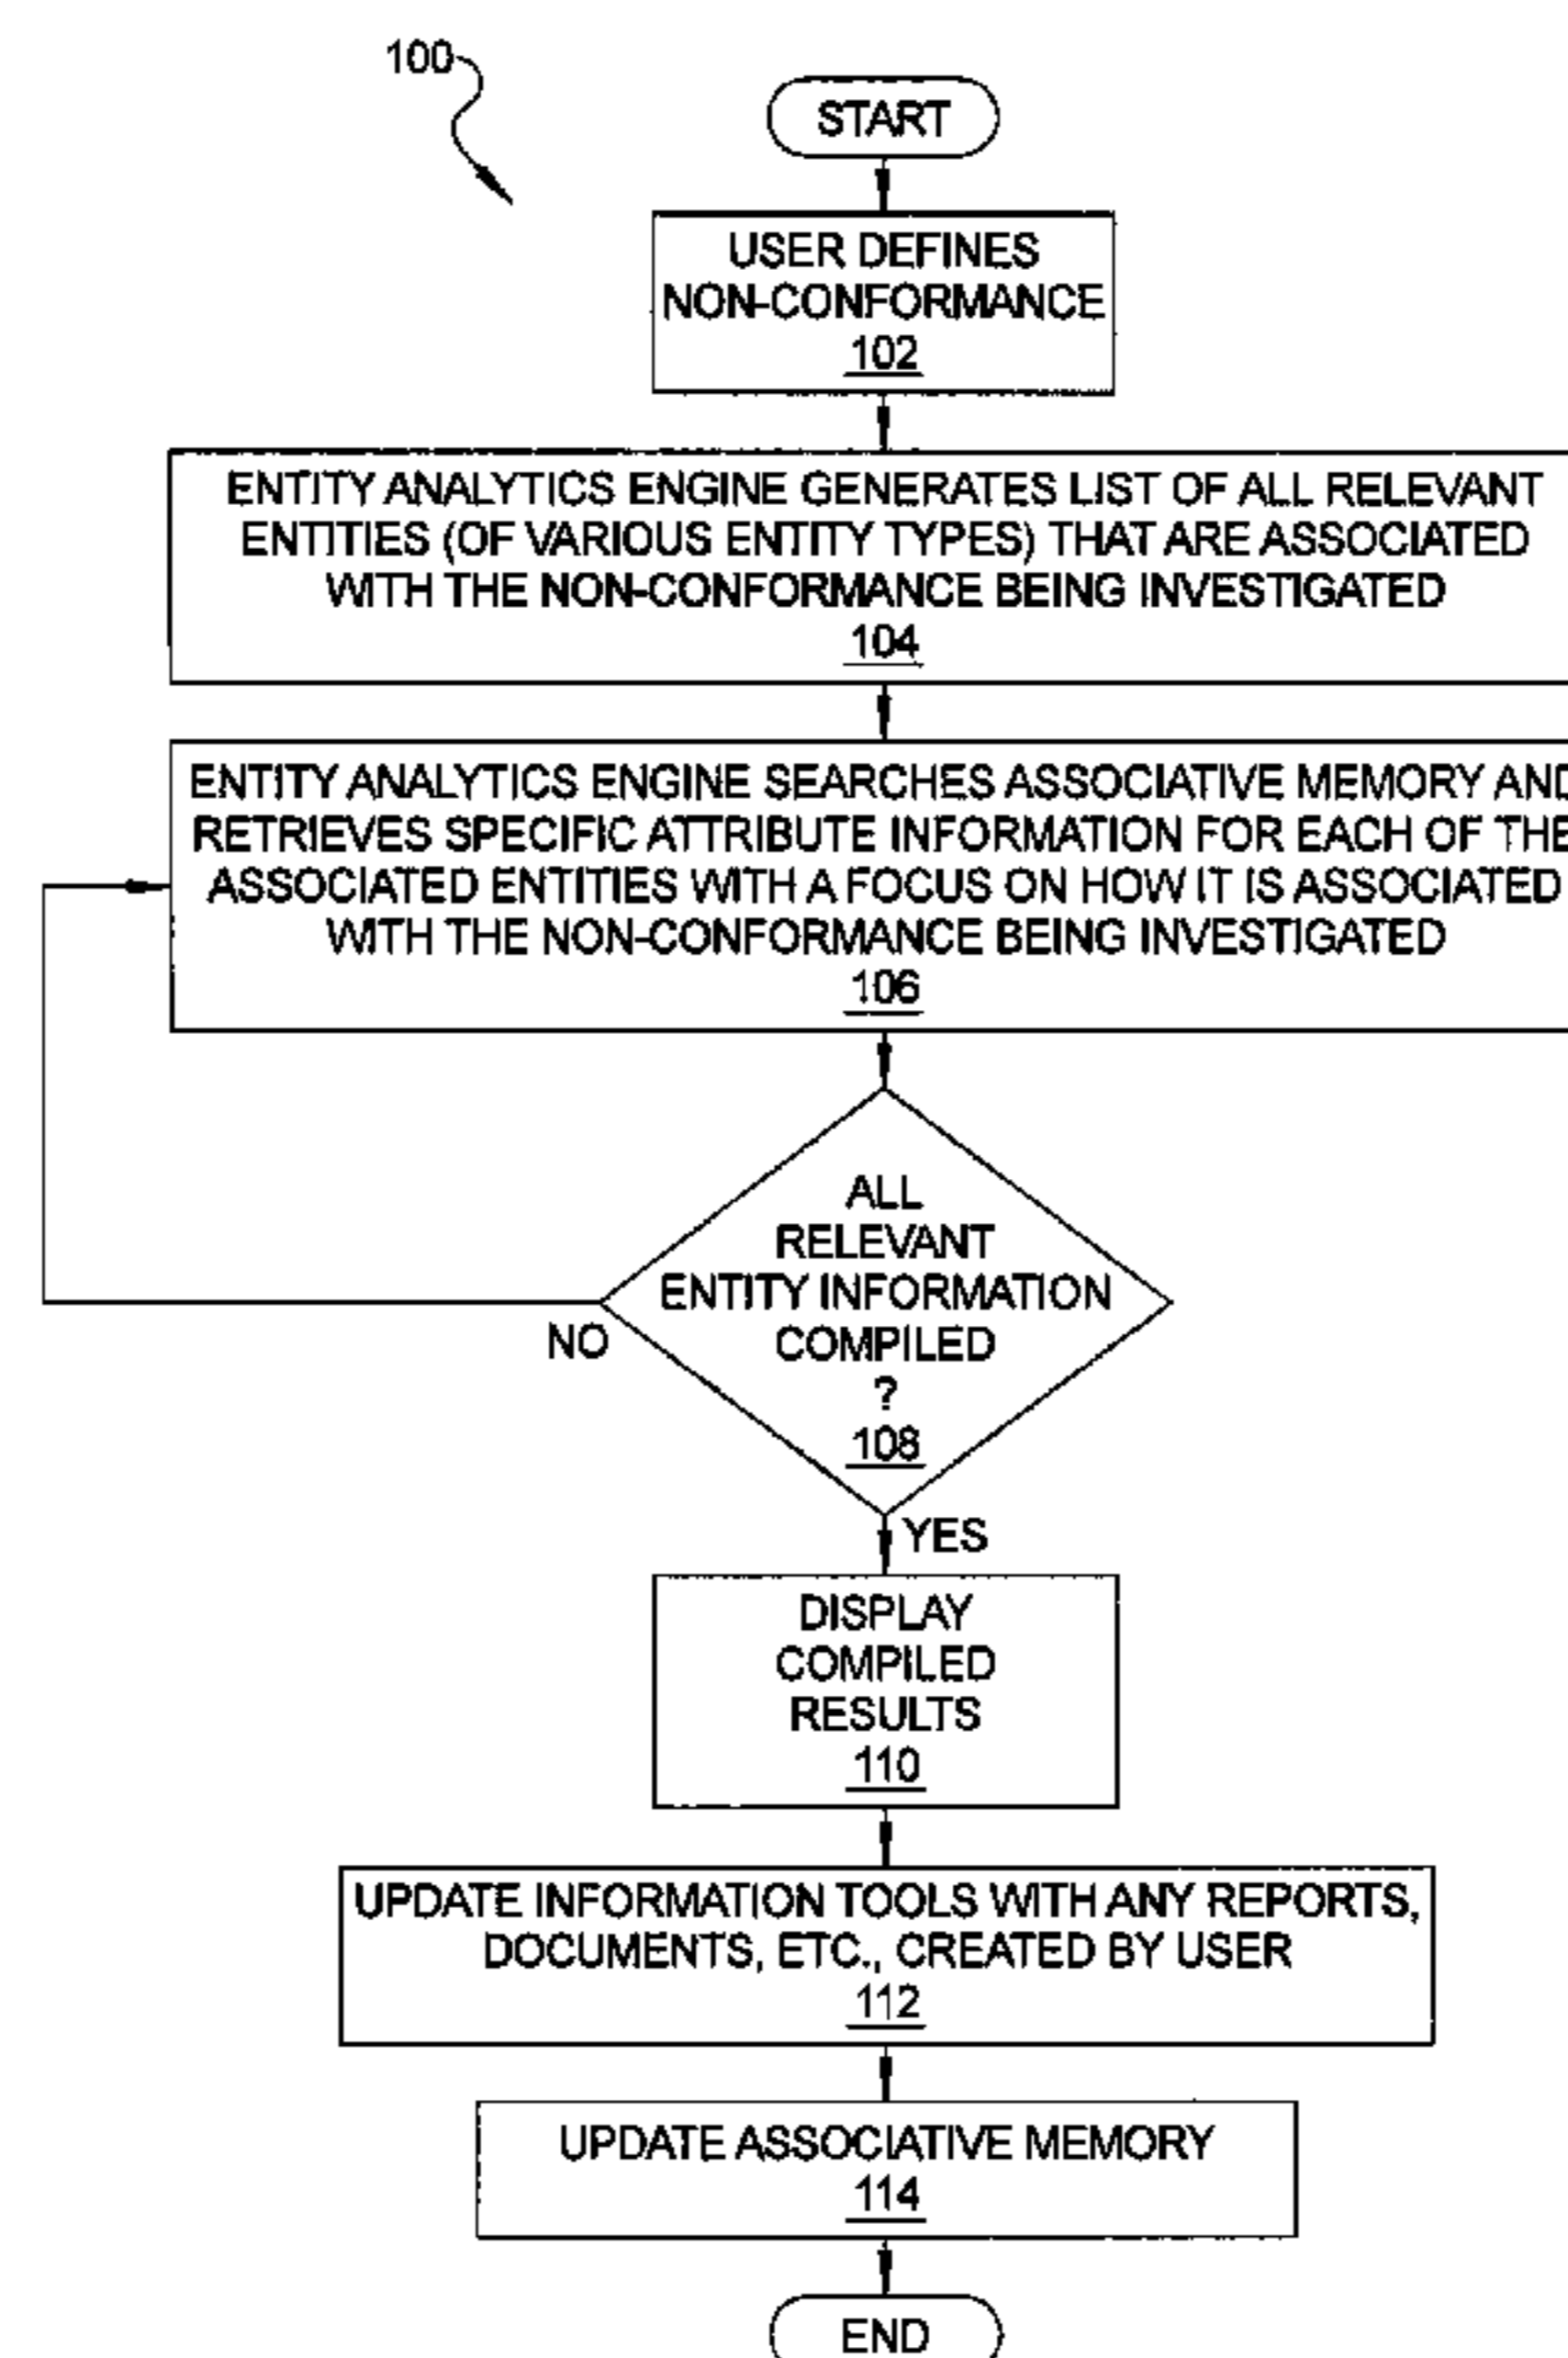 100
START
USER DEFINES
NON-CONFORMANCE
102
ENTITY ANALYTICS ENGINE GENERATES LIST OF ALL RELEVANT
ENTITIES (OF VARIOUS ENTITY TYPES) THAT ARE ASSOCIATED
WITH THE NON-CONFORMANCE BEING INVESTIGATED
104
ENTITY ANALYTICS ENGINE SEARCHES ASSOCIATIVE MEMORY AND
RETRIEVES SPECIFIC ATTRIBUTE INFORMATION FOR EACH OF THE
ASSOCIATED ENTITIES WITH A FOCUS ON HOW IT IS ASSOCIATED
WITH THE NON-CONFORMANCE BEING INVESTIGATED
106
ALL
RELEVANT
ENTITY INFORMATION
COMPILED
?
108
NO
YES
DISPLAY
COMPILED
RESULTS
110
UPDATE INFORMATION TOOLS WITH ANY REPORTS,
DOCUMENTS, ETC., CREATED BY USER
112
UPDATE ASSOCIATIVE MEMORY
114
END